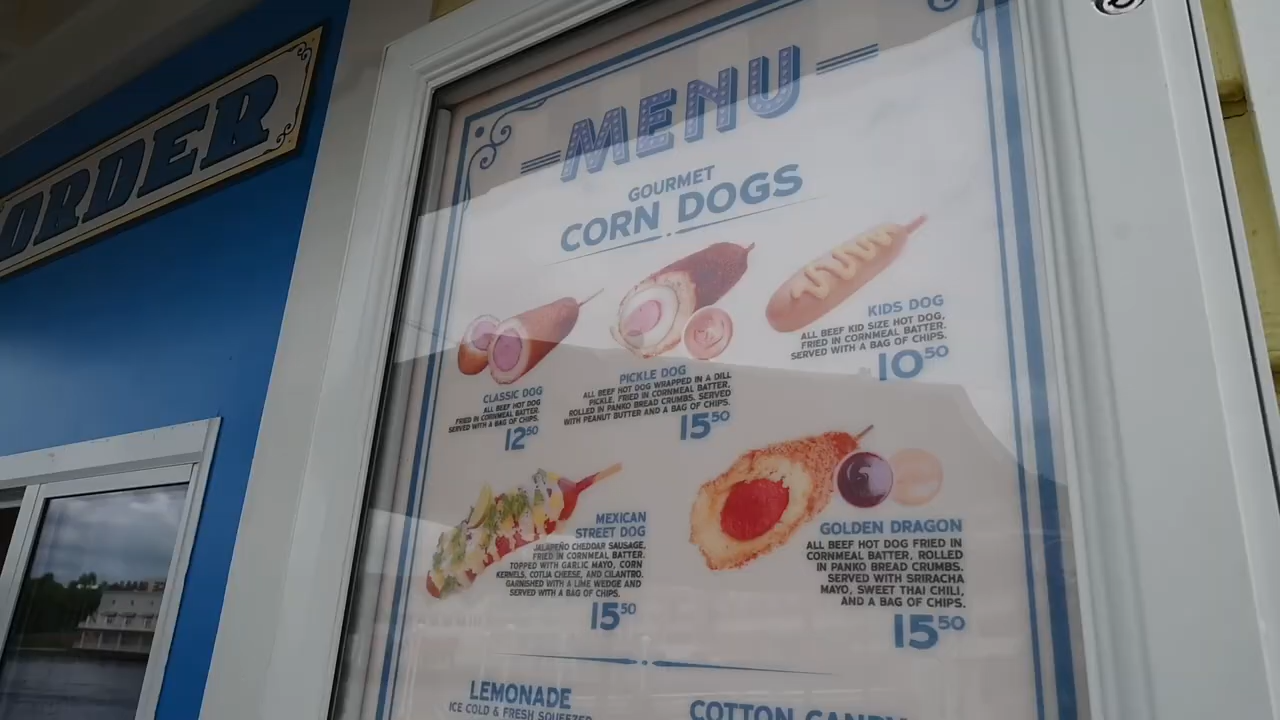 ORDER
MENU
GOURMET
CORN DOGS
CLASSIC DOG
ALL BEEF HOT DOG
FRIED IN CORNMEAL BATTER.
SERVED WITH A BAG OF CHIPS.
12⁵⁰
PICKLE DOG
ALL BEEF HOT DOG WRAPPED IN A DILL
PICKLE, FRIED IN CORNMEAL BATTER,
ROLLED IN PANKO BREAD CRUMBS. SERVED
WITH PEANUT BUTTER AND A BAG OF CHIPS.
15⁵⁰
KIDS DOG
ALL BEEF KID SIZE HOT DOG,
FRIED IN CORNMEAL BATTER.
SERVED WITH A BAG OF CHIPS.
10⁵⁰
MEXICAN
STREET DOG
JALAPEÑO CHEDDAR SAUSAGE,
FRIED IN CORNMEAL BATTER.
TOPPED WITH GARLIC MAYO, CORN
KERNELS, COTIJA CHEESE, AND CILANTRO.
GARNISHED WITH A LIME WEDGE AND
SERVED WITH A BAG OF CHIPS.
15⁵⁰
GOLDEN DRAGON
ALL BEEF HOT DOG FRIED IN
CORNMEAL BATTER, ROLLED
IN PANKO BREAD CRUMBS.
SERVED WITH SRIRACHA
MAYO, SWEET THAI CHILI,
AND A BAG OF CHIPS.
15⁵⁰
LEMONADE
ICE COLD & FRESH SQUEEZED
COTTON CANDY